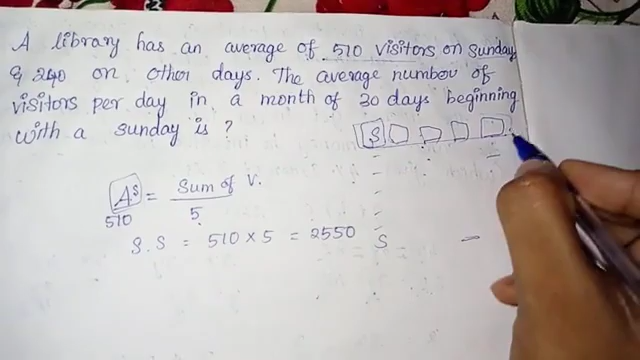 A library has an average of 510 visitors on Sunday
& 240 on other days. The average number of
visitors per day in a month of 30 days beginning
with a sunday is ?
S
As = Sum of V. / 5
510
S.S = 510 × 5 = 2550
S